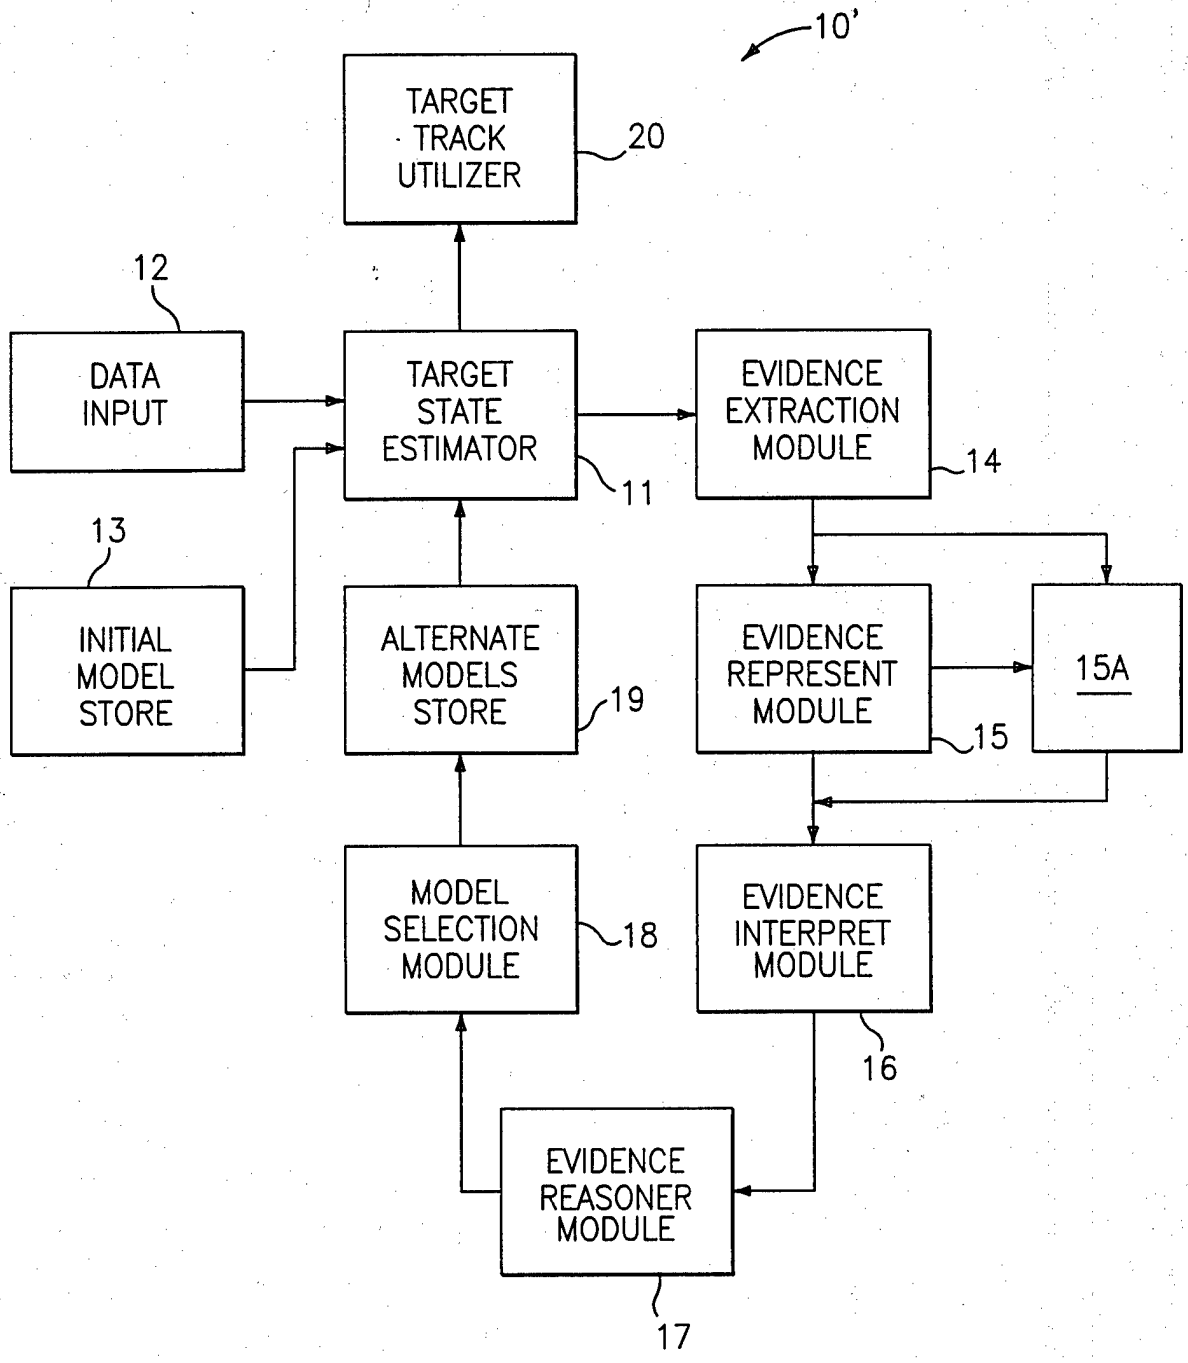 10'
TARGET
TRACK
UTILIZER
20
12
DATA
INPUT
TARGET
STATE
ESTIMATOR
11
EVIDENCE
EXTRACTION
MODULE
14
13
INITIAL
MODEL
STORE
ALTERNATE
MODELS
STORE
19
EVIDENCE
REPRESENT
MODULE
15
15A
MODEL
SELECTION
MODULE
18
EVIDENCE
INTERPRET
MODULE
16
EVIDENCE
REASONER
MODULE
17